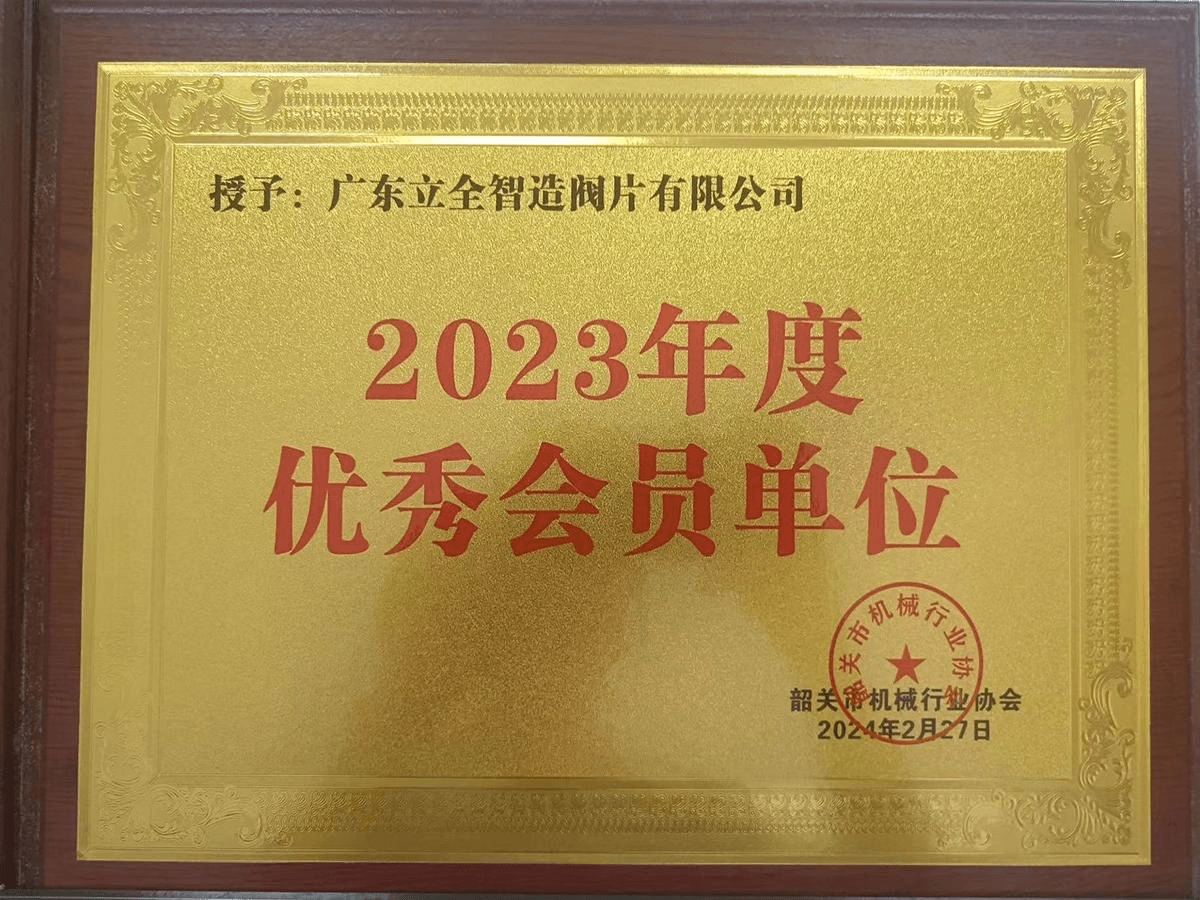 授予：广东立全智造阀片有限公司
2023年度
优秀会员单位
韶关市机械行业协会
韶关市机械行业协会
2024年2月27日